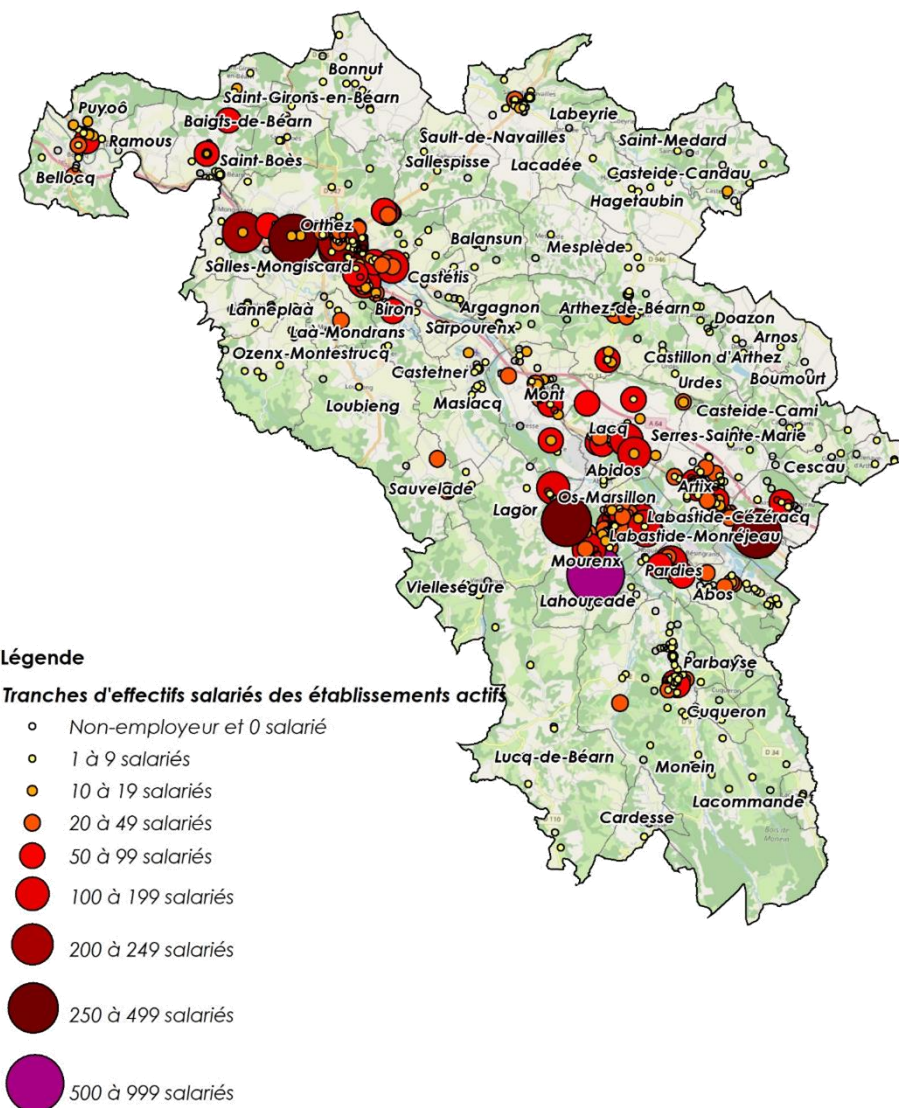 Bonnut
Saint-Girons-en-Béarn
Puyoô
Baigts-de-Béarn
Labeyrie
Ramous
Sault-de-Navailles
Saint-Medard
Saint-Boès
Sallespisse
Lacadée
Bellocq
Casteide-Candau
Hagetaubin
Orthez
Balansun
Mesplède
Salles-Mongiscard
Castétis
D 946
Lanneplaà
Biron
Argagnon
Arthez-de-Béarn
Doazon
Laà-Mondrans
Sarpourenx
Arnos
Ozenx-Montestrucq
Castillon d'Arthez
Castetner
Urdes
Boumourt
Loubieng
Maslacq
Mont
Casteide-Cami
Lacq
A 64
Serres-Sainte-Marie
Abidos
Cescau
Sauvelade
Os-Marsillon
Artix
Lagor
Labastide-Cézéracq
Labastide-Monréjeau
Mourenx
Pardies
Vielleségure
Lahourcade
Abos
Parbayse
Cuqueron
D 34
Lucq-de-Béarn
Monein
Lacommande
Cardesse
Légende
Tranches d'effectifs salariés des établissements actifs
Non-employeur et 0 salarié
1 à 9 salariés
10 à 19 salariés
20 à 49 salariés
50 à 99 salariés
100 à 199 salariés
200 à 249 salariés
250 à 499 salariés
500 à 999 salariés